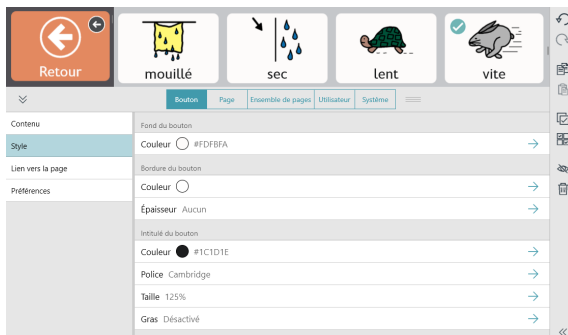 Retour
mouillé
sec
lent
vite
Bouton Page Ensemble de pages Utilisateur Système
Contenu
Style
Lien vers la page
Préférences
Fond du bouton
Couleur #FDFBFA
Bordure du bouton
Couleur
Épaisseur Aucun
Intitulé du bouton
Couleur #1C1D1E
Police Cambridge
Taille 125%
Gras Désactivé